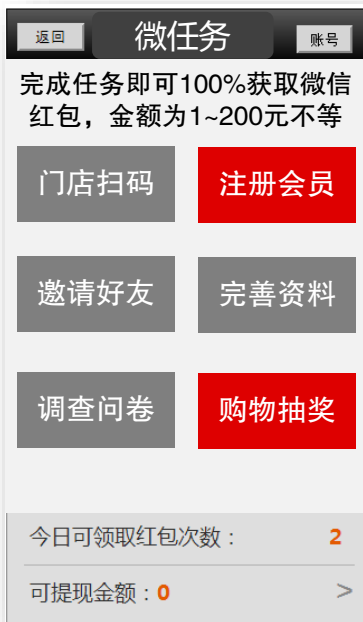 返回 微任务 账号
完成任务即可100%获取微信
红包，金额为1~200元不等
门店扫码 注册会员
邀请好友 完善资料
调查问卷 购物抽奖
今日可领取红包次数： 2
可提现金额：0 >